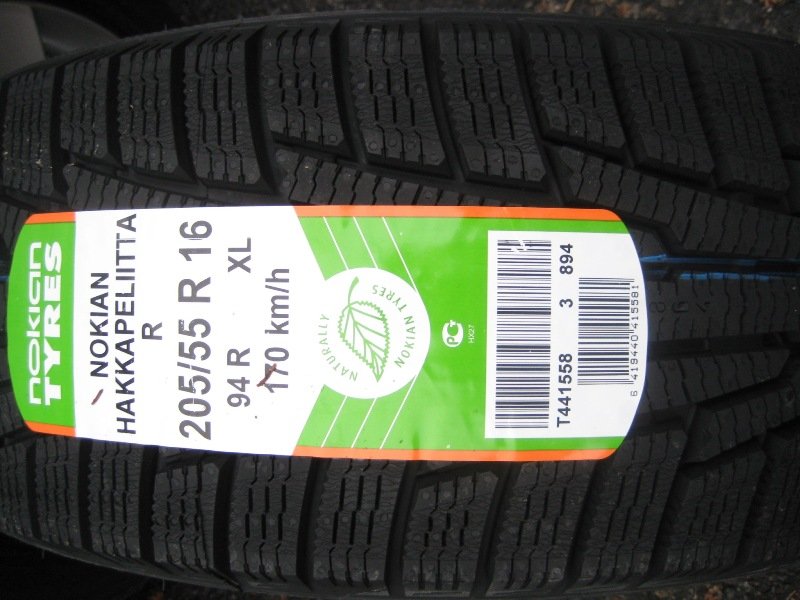 nokian
TYRES
NOKIAN
HAKKAPELIITTA
R
205/55 R 16
94 R XL
170 km/h
NATURALLY
NOKIAN TYRES
HX27
T441558 3 894
6 419440 415581